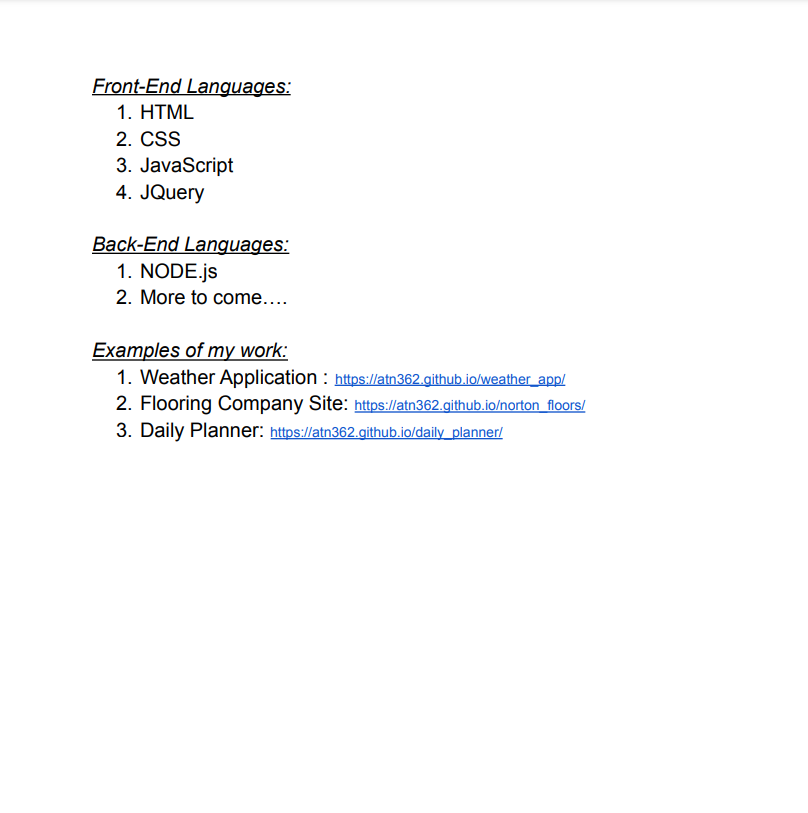 Front-End Languages:
1. HTML
2. CSS
3. JavaScript
4. JQuery
Back-End Languages:
1. NODE.js
2. More to come….
Examples of my work:
1. Weather Application : https://atn362.github.io/weather_app/
2. Flooring Company Site: https://atn362.github.io/norton_floors/
3. Daily Planner: https://atn362.github.io/daily_planner/